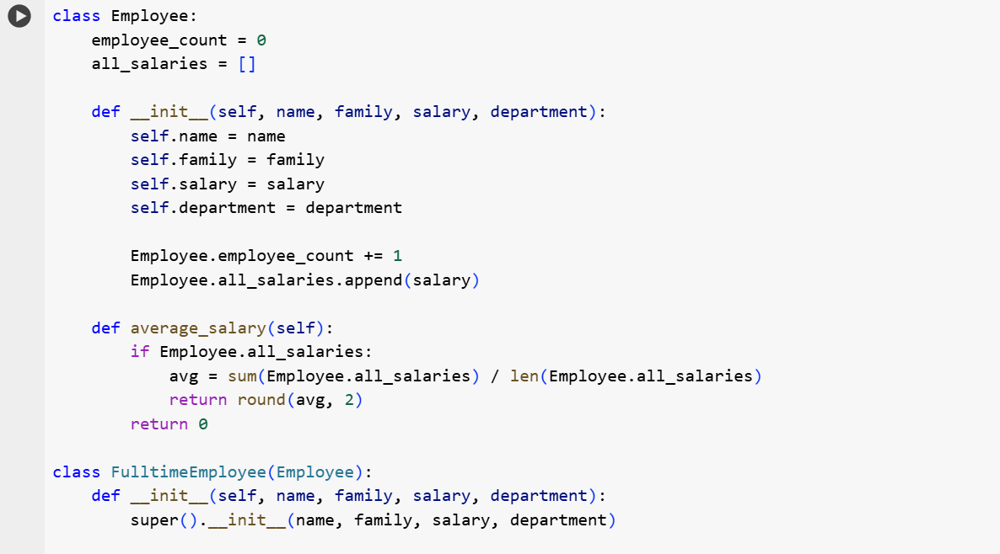 class Employee:
    employee_count = 0
    all_salaries = []

    def __init__(self, name, family, salary, department):
        self.name = name
        self.family = family
        self.salary = salary
        self.department = department

        Employee.employee_count += 1
        Employee.all_salaries.append(salary)

    def average_salary(self):
        if Employee.all_salaries:
            avg = sum(Employee.all_salaries) / len(Employee.all_salaries)
            return round(avg, 2)
        return 0

class FulltimeEmployee(Employee):
    def __init__(self, name, family, salary, department):
        super().__init__(name, family, salary, department)